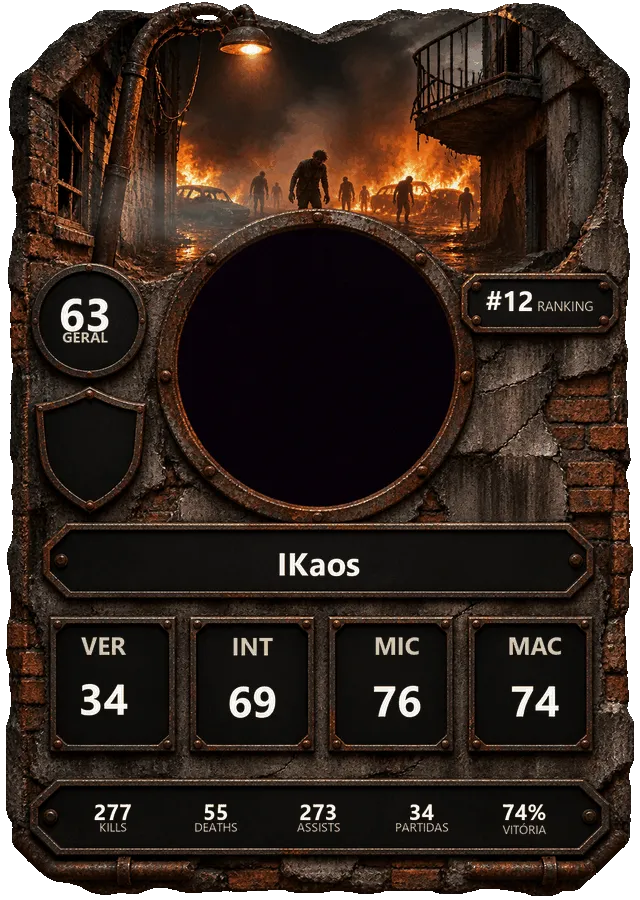 63
GERAL
#12 RANKING
IKaos
VER INT MIC MAC
34 69 76 74
277 55 273 34 74%
KILLS DEATHS ASSISTS PARTIDAS VITÓRIA